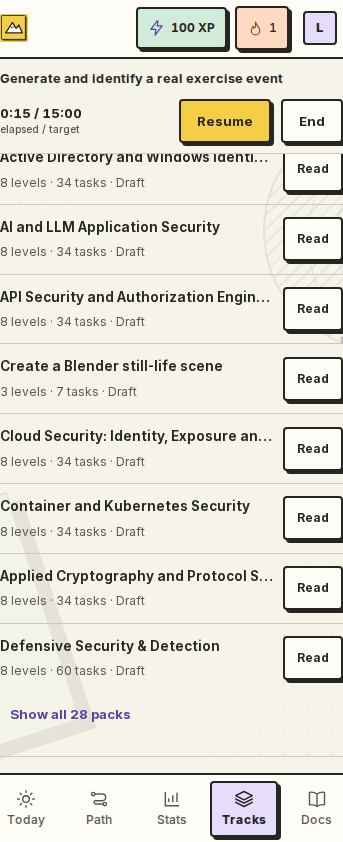 100 XP
1
L
Generate and identify a real exercise event
0:15 / 15:00
elapsed / target
Resume
End
Active Directory and Windows Identi...
8 levels · 34 tasks · Draft
Read
AI and LLM Application Security
8 levels · 34 tasks · Draft
Read
API Security and Authorization Engin...
8 levels · 34 tasks · Draft
Read
Create a Blender still-life scene
3 levels · 7 tasks · Draft
Read
Cloud Security: Identity, Exposure an...
8 levels · 34 tasks · Draft
Read
Container and Kubernetes Security
8 levels · 34 tasks · Draft
Read
Applied Cryptography and Protocol S...
8 levels · 34 tasks · Draft
Read
Defensive Security & Detection
8 levels · 60 tasks · Draft
Read
Show all 28 packs
Today
Path
Stats
Tracks
Docs